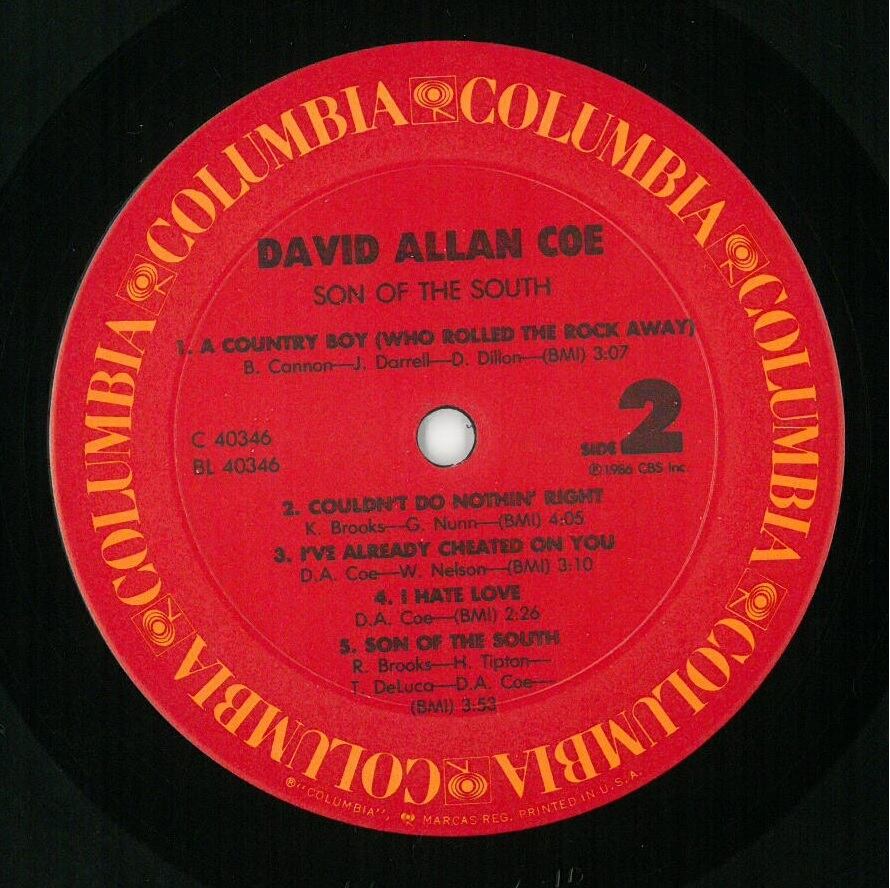 COLUMBIA COLUMBIA COLUMBIA COLUMBIA COLUMBIA COLUMBIA COLUMBIA
DAVID ALLAN COE
SON OF THE SOUTH
1. A COUNTRY BOY (WHO ROLLED THE ROCK AWAY)
B. Cannon—J. Darrell—D. Dillon—(BMI) 3:07
C 40346
BL 40346
SIDE 2
℗ 1986 CBS Inc.
2. COULDN'T DO NOTHIN' RIGHT
K. Brooks—G. Nunn—(BMI) 4:05
3. I'VE ALREADY CHEATED ON YOU
D.A. Coe—W. Nelson—(BMI) 3:10
4. I HATE LOVE
D.A. Coe—(BMI) 2:26
5. SON OF THE SOUTH
R. Brooks—H. Tipton—
T. DeLuca—D.A. Coe—
(BMI) 3:53
® "COLUMBIA", MARCAS REG. PRINTED IN U.S.A.